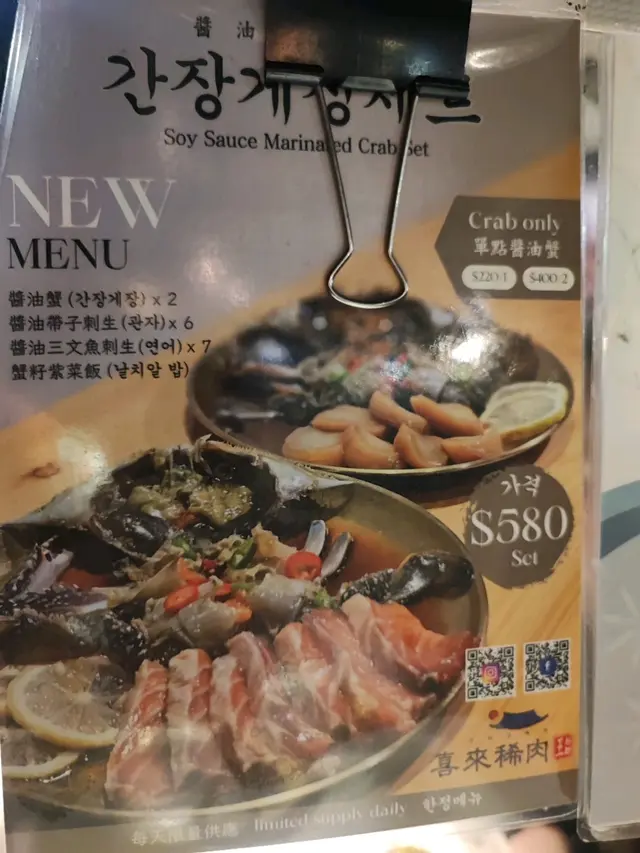 醬油
간장게장세트
Soy Sauce Marinated Crab Set
NEW
MENU
醬油蟹 (간장게장) x 2
醬油帶子刺生 (관자) x 6
醬油三文魚刺生 (연어) x 7
蟹籽紫菜飯 (날치알 밥)
Crab only
單點醬油蟹
$220/1 $400/2
가격
$580
Set
喜來稀肉
每天限量供應 limited supply daily 한정메뉴